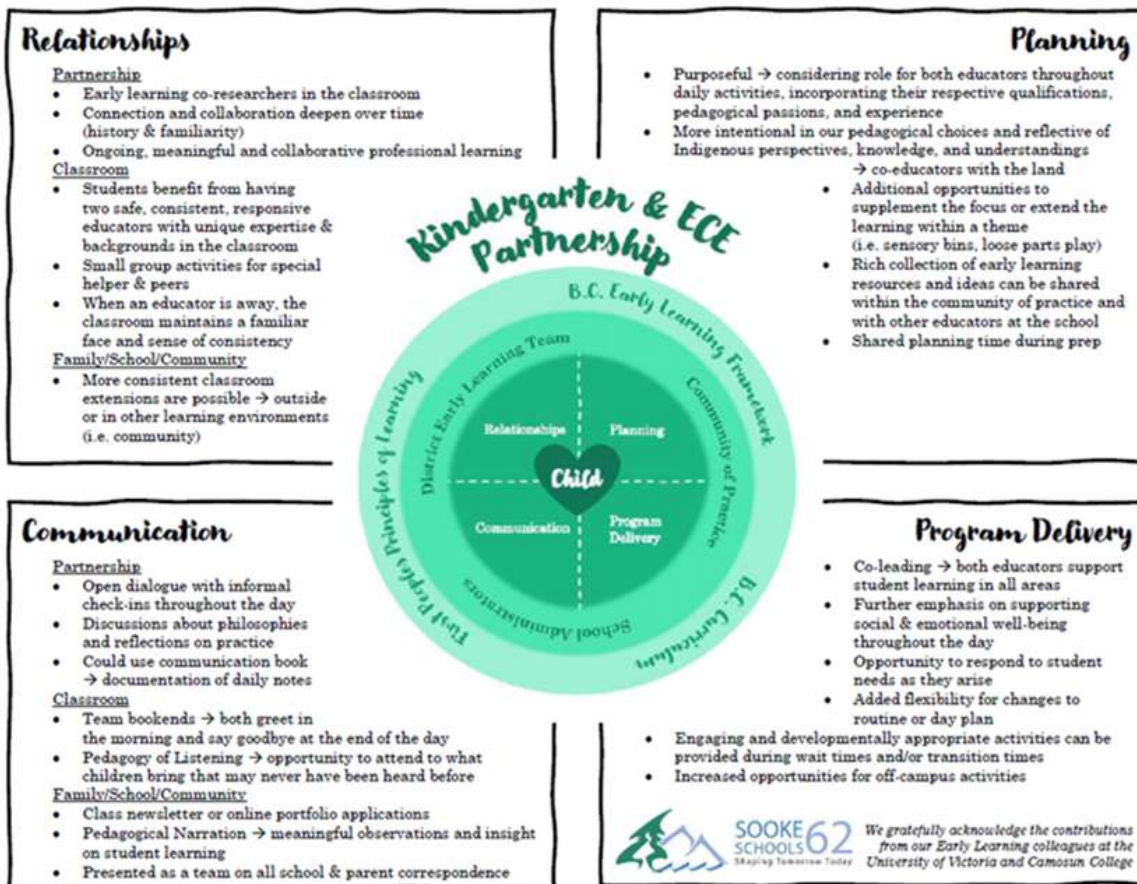 Relationships
Partnership
• Early learning co-researchers in the classroom
• Connection and collaboration deepen over time
(history & familiarity)
• Ongoing, meaningful and collaborative professional learning
Classroom
• Students benefit from having
two safe, consistent, responsive
educators with unique expertise &
backgrounds in the classroom
• Small group activities for special
helper & peers
• When an educator is away, the
classroom maintains a familiar
face and sense of consistency
Family/School/Community
• More consistent classroom
extensions are possible → outside
or in other learning environments
(i.e. community)
Planning
• Purposeful → considering role for both educators throughout
daily activities, incorporating their respective qualifications,
pedagogical passions, and experience
• More intentional in our pedagogical choices and reflective of
Indigenous perspectives, knowledge, and understandings
→ co-educators with the land
• Additional opportunities to
supplement the focus or extend the
learning within a theme
(i.e. sensory bins, loose parts play)
• Rich collection of early learning
resources and ideas can be shared
within the community of practice and
with other educators at the school
• Shared planning time during prep
Kindergarten & ECE
Partnership
B.C. Early Learning Framework
First Peoples Principles of Learning
B.C. Curriculum
District Early Learning Team
Community of Practice
School Administrators
Relationships
Planning
Child
Communication
Program
Delivery
Communication
Partnership
• Open dialogue with informal
check-ins throughout the day
• Discussions about philosophies
and reflections on practice
• Could use communication book
→ documentation of daily notes
Classroom
• Team bookends → both greet in
the morning and say goodbye at the end of the day
• Pedagogy of Listening → opportunity to attend to what
children bring that may never have been heard before
Family/School/Community
• Class newsletter or online portfolio applications
• Pedagogical Narration → meaningful observations and insight
on student learning
• Presented as a team on all school & parent correspondence
Program Delivery
• Co-leading → both educators support
student learning in all areas
• Further emphasis on supporting
social & emotional well-being
throughout the day
• Opportunity to respond to student
needs as they arise
• Added flexibility for changes to
routine or day plan
• Engaging and developmentally appropriate activities can be
provided during wait times and/or transition times
• Increased opportunities for off-campus activities
SOOKE 62
SCHOOLS
Shaping Tomorrow Today
We gratefully acknowledge the contributions
from our Early Learning colleagues at the
University of Victoria and Camosun College